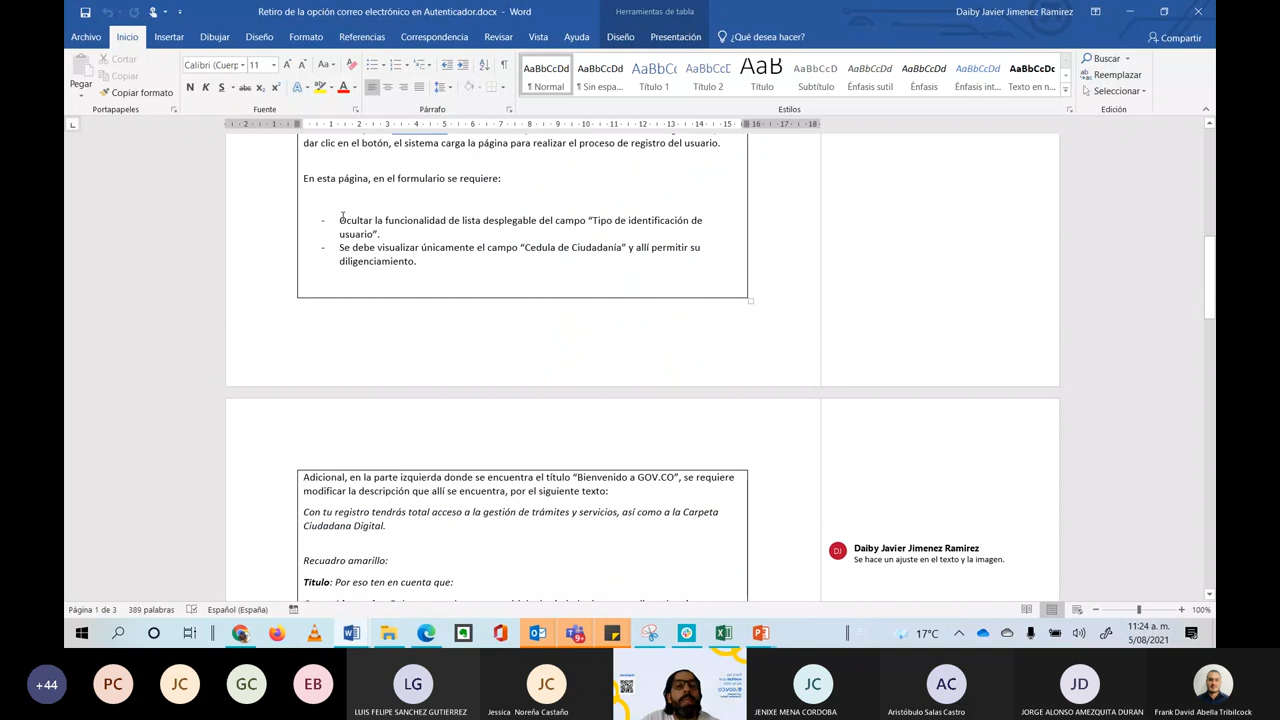 Retiro de la opción correo electrónico en Autenticador.docx - Word
Herramientas de tabla
Daiby Javier Jimenez Ramirez
Archivo Inicio Insertar Dibujar Diseño Formato Referencias Correspondencia Revisar Vista Ayuda Diseño Presentación ¿Qué desea hacer? Compartir
Pegar
Cortar
Copiar
Copiar formato
Portapapeles
Calibri (Cuerp 11
Fuente
Párrafo
AaBbCcDd AaBbCcDd AaBbCc AaBbCcD AaB AaBbCcD AaBbCcDd AaBbCcDd AaBbCcDd AaBbCcDc
¶ Normal ¶ Sin espa... Título 1 Título 2 Título Subtítulo Énfasis sutil Énfasis Énfasis int... Texto en n...
Estilos
Buscar
Reemplazar
Seleccionar
Edición
dar clic en el botón, el sistema carga la página para realizar el proceso de registro del usuario.
En esta página, en el formulario se requiere:
- Ocultar la funcionalidad de lista desplegable del campo “Tipo de identificación de
usuario”.
- Se debe visualizar únicamente el campo “Cedula de Ciudadanía” y allí permitir su
diligenciamiento.
Adicional, en la parte izquierda donde se encuentra el título “Bienvenido a GOV.CO”, se requiere
modificar la descripción que allí se encuentra, por el siguiente texto:
Con tu registro tendrás total acceso a la gestión de trámites y servicios, así como a la Carpeta
Ciudadana Digital.
Recuadro amarillo:
Título: Por eso ten en cuenta que:
DJ
Daiby Javier Jimenez Ramirez
Se hace un ajuste en el texto y la imagen.
Página 1 de 3 389 palabras Español (España) 100%
17°C
11:24 a. m.
5/08/2021
+44 PC JC GC EB LG JC JC AC JD
LUIS FELIPE SANCHEZ GUTIERREZ
Jessica Noreña Castaño
JENIXE MENA CORDOBA
Aristóbulo Salas Castro
JORGE ALONSO AMEZQUITA DURAN
Frank David Abella Tribilcock